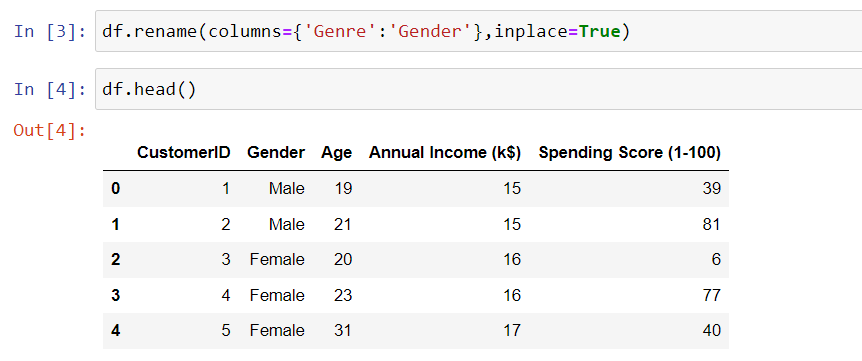 In [3]: df.rename(columns={'Genre':'Gender'},inplace=True)
In [4]: df.head()
Out[4]:
CustomerID Gender Age Annual Income (k$) Spending Score (1-100)
0 1 Male 19 15 39
1 2 Male 21 15 81
2 3 Female 20 16 6
3 4 Female 23 16 77
4 5 Female 31 17 40